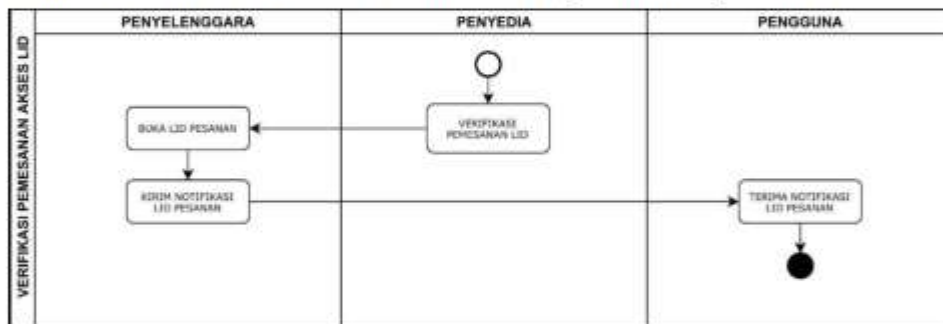 PENYELENGGARA
PENYEDIA
PENGGUNA
VERIFIKASI PEMESANAN AKSES LID
VERIFIKASI
PEMESANAN LID
BUKA LID PESANAN
KIRIM NOTIFIKASI
LID PESANAN
TERIMA NOTIFIKASI
LID PESANAN